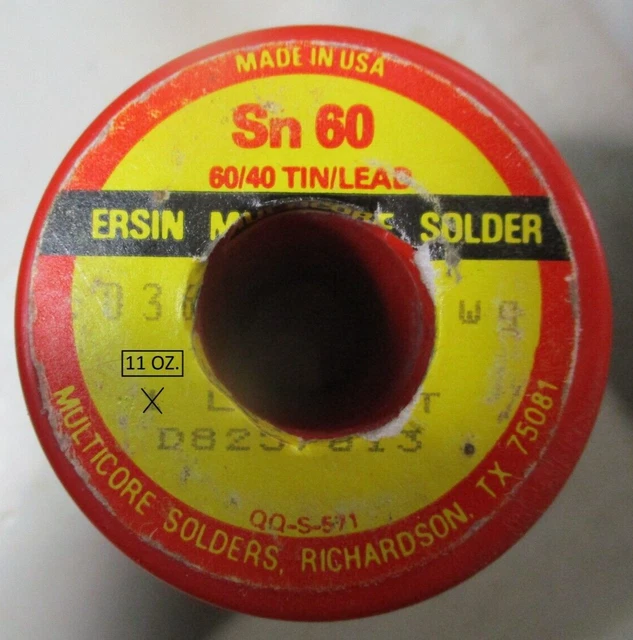 MADE IN USA
Sn 60
60/40 TIN/LEAD
ERSIN MULTICORE SOLDER
11 OZ.
X
QQ-S-571
MULTICORE SOLDERS, RICHARDSON, TX 75081